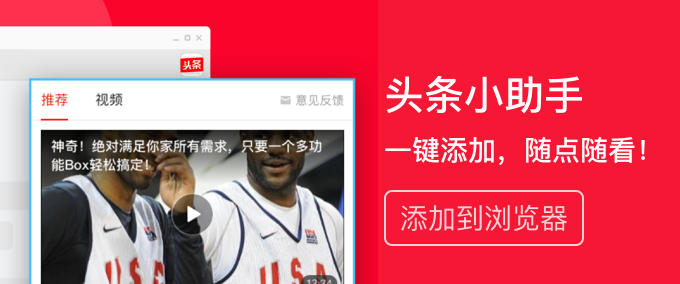 头条
推荐 视频 意见反馈
神奇！绝对满足你家所有需求，只要一个多功
能Box轻松搞定！
USA
USA
12:34
头条小助手
一键添加，随点随看！
添加到浏览器